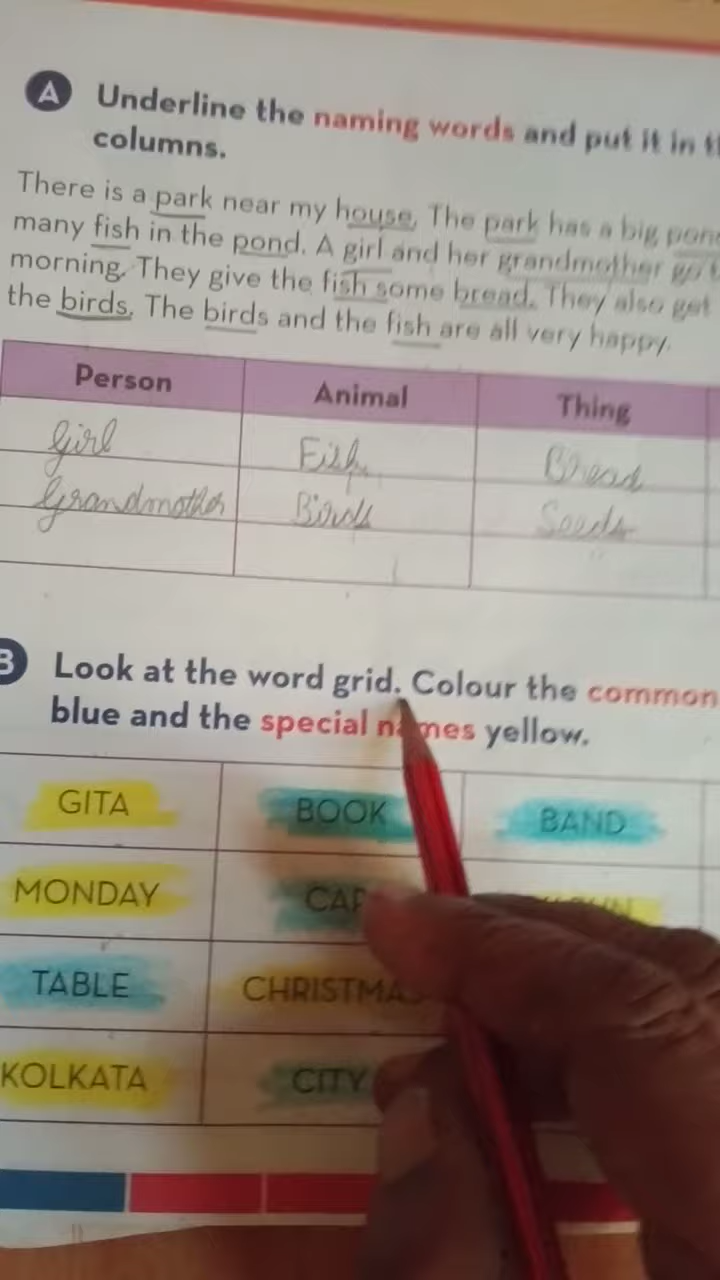 A Underline the naming words and put it in
columns.
There is a park near my house. The park has a big
many fish in the pond. A girl and her grandmother go
morning. They give the fish some bread. They also get
the birds. The birds and the fish are all very happy.
Person Animal Thing
Girl Fish Bread
Grandmother Birds Seeds
B Look at the word grid. Colour the common
blue and the special names yellow.
GITA BOOK BAND
MONDAY
TABLE CHRISTMAS
KOLKATA CITY